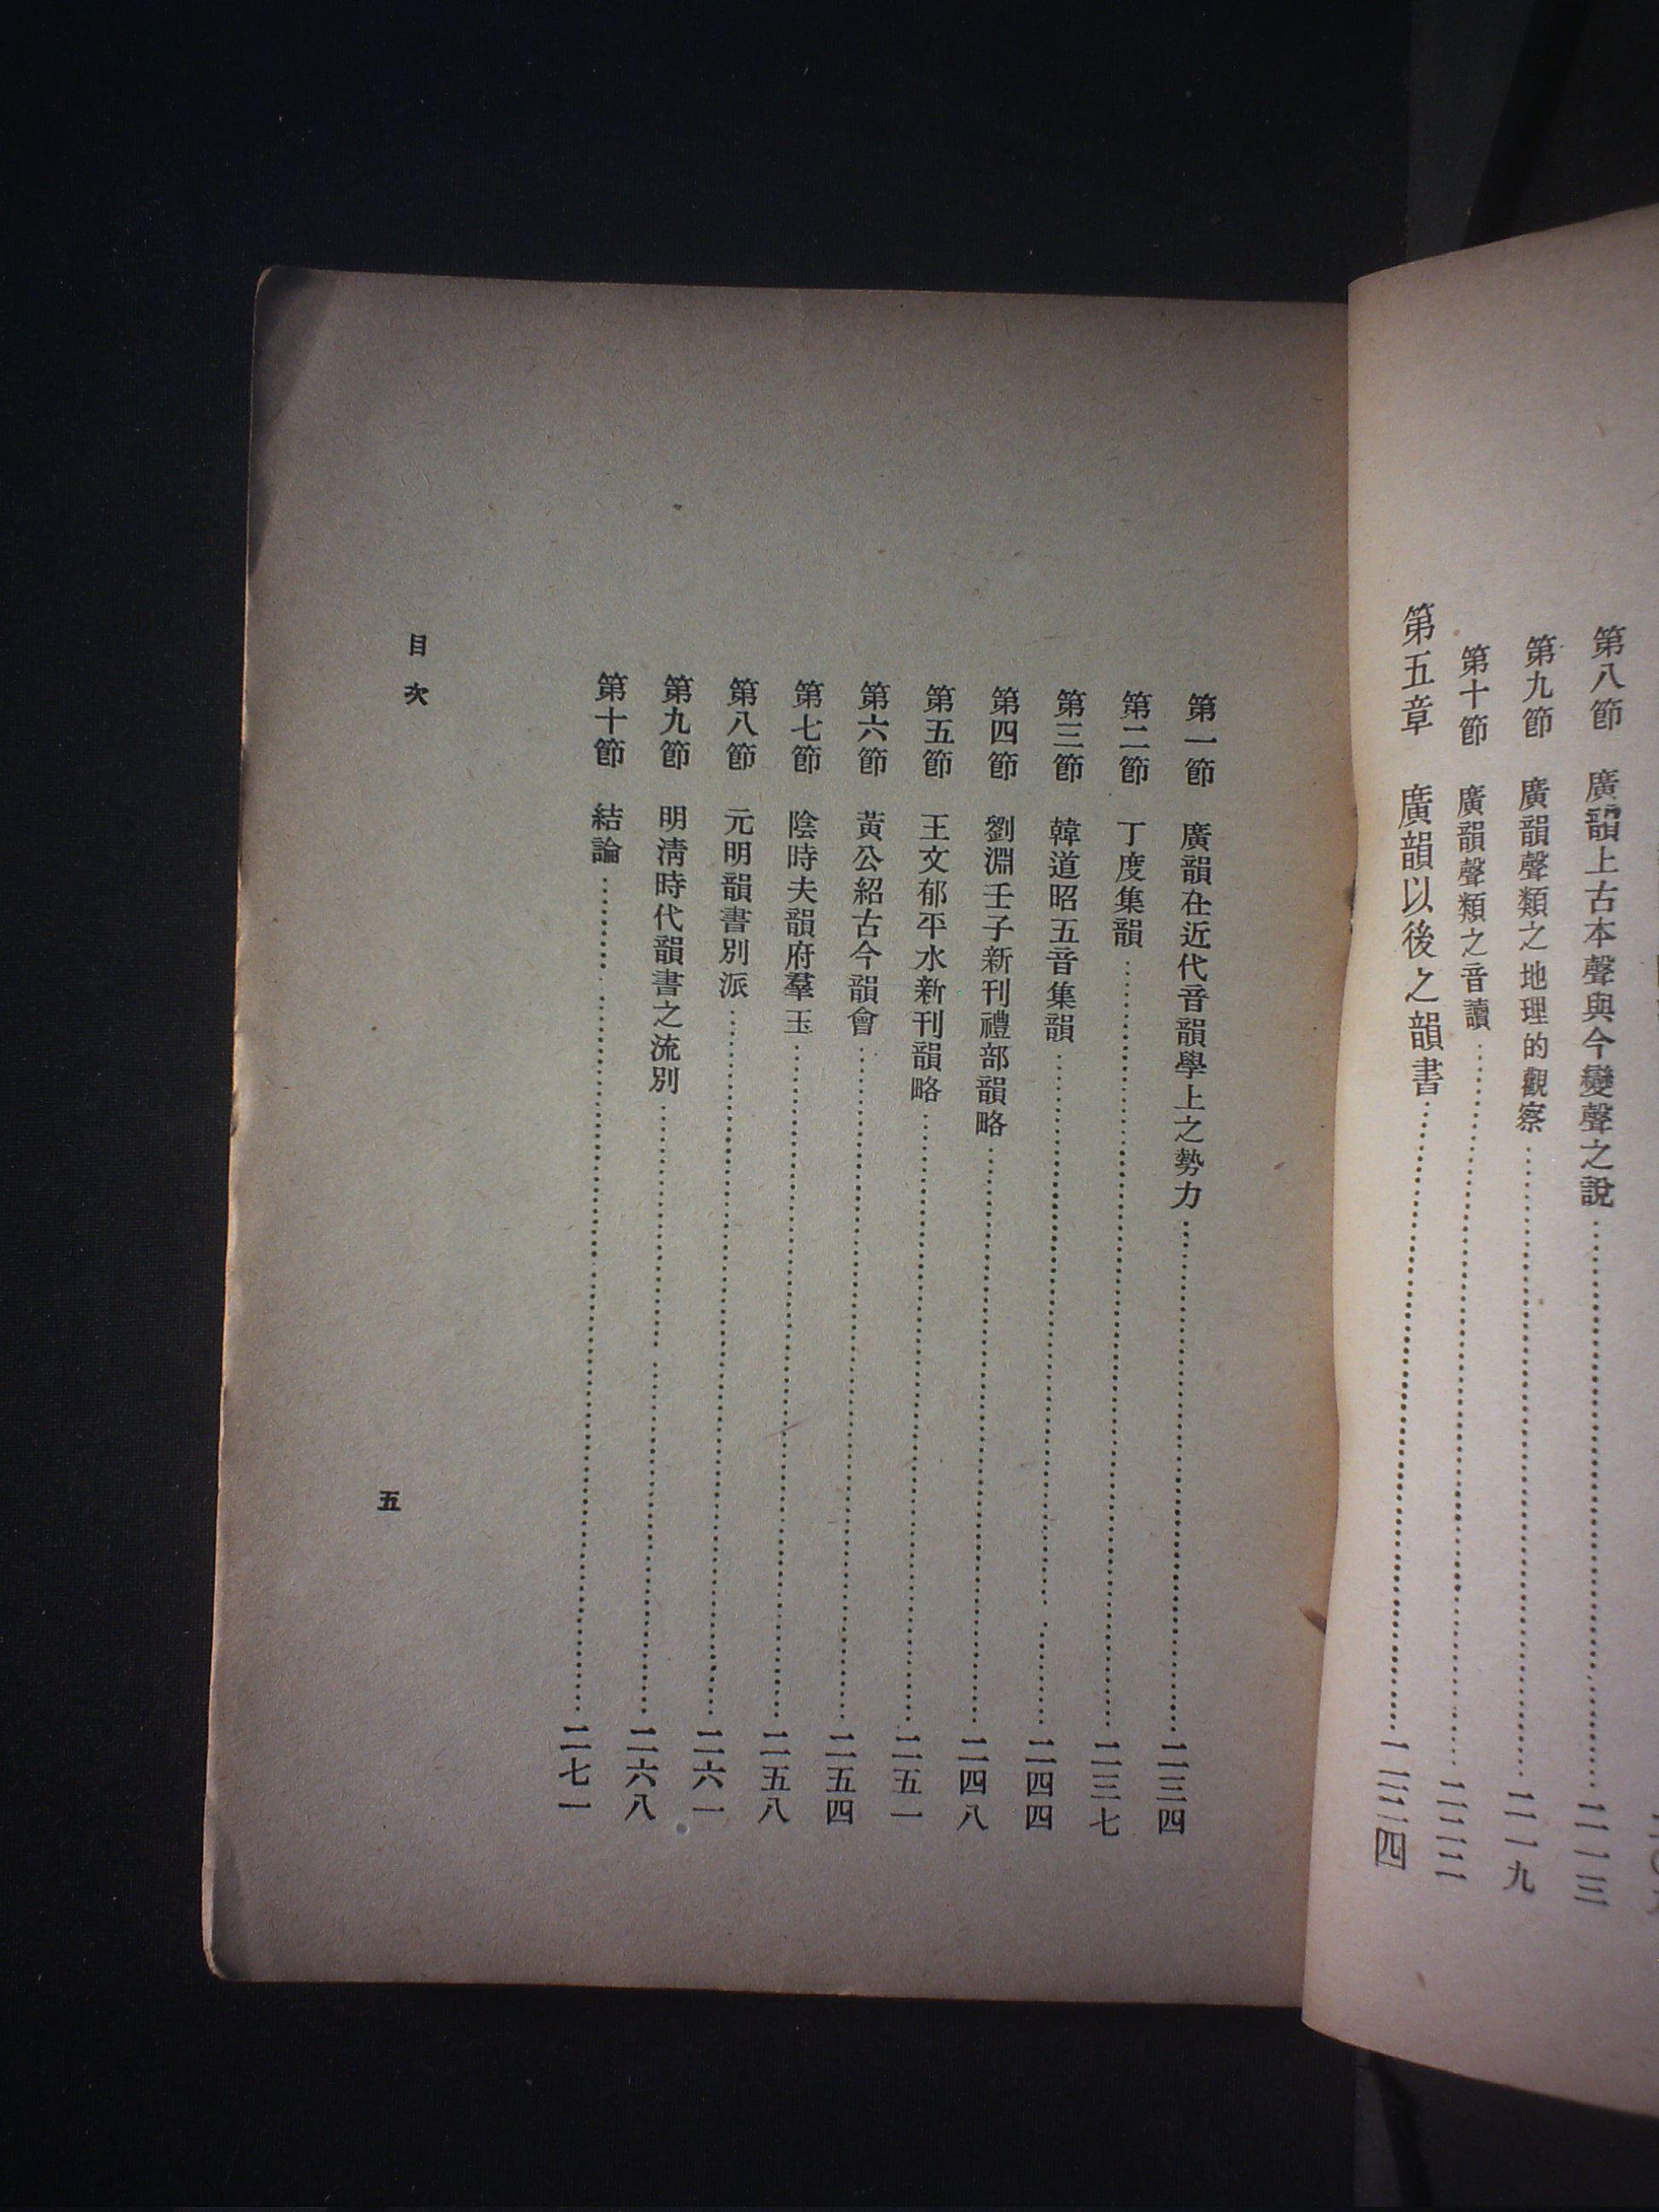 第八節 廣韻上古本聲與今變聲之說…………二一三
第九節 廣韻聲類之地理的觀察…………二一九
第十節 廣韻聲類之音讀…………二二二
第五章 廣韻以後之韻書…………二三四
第一節 廣韻在近代音韻學上之勢力…………二三四
第二節 丁度集韻…………二三七
第三節 韓道昭五音集韻…………二四四
第四節 劉淵壬子新刊禮部韻略…………二四八
第五節 王文郁平水新刊韻略…………二五一
第六節 黃公紹古今韻會…………二五四
第七節 陰時夫韻府羣玉…………二五八
第八節 元明韻書別派…………二六一
第九節 明清時代韻書之流別…………二六八
第十節 結論…………二七一
目次
五